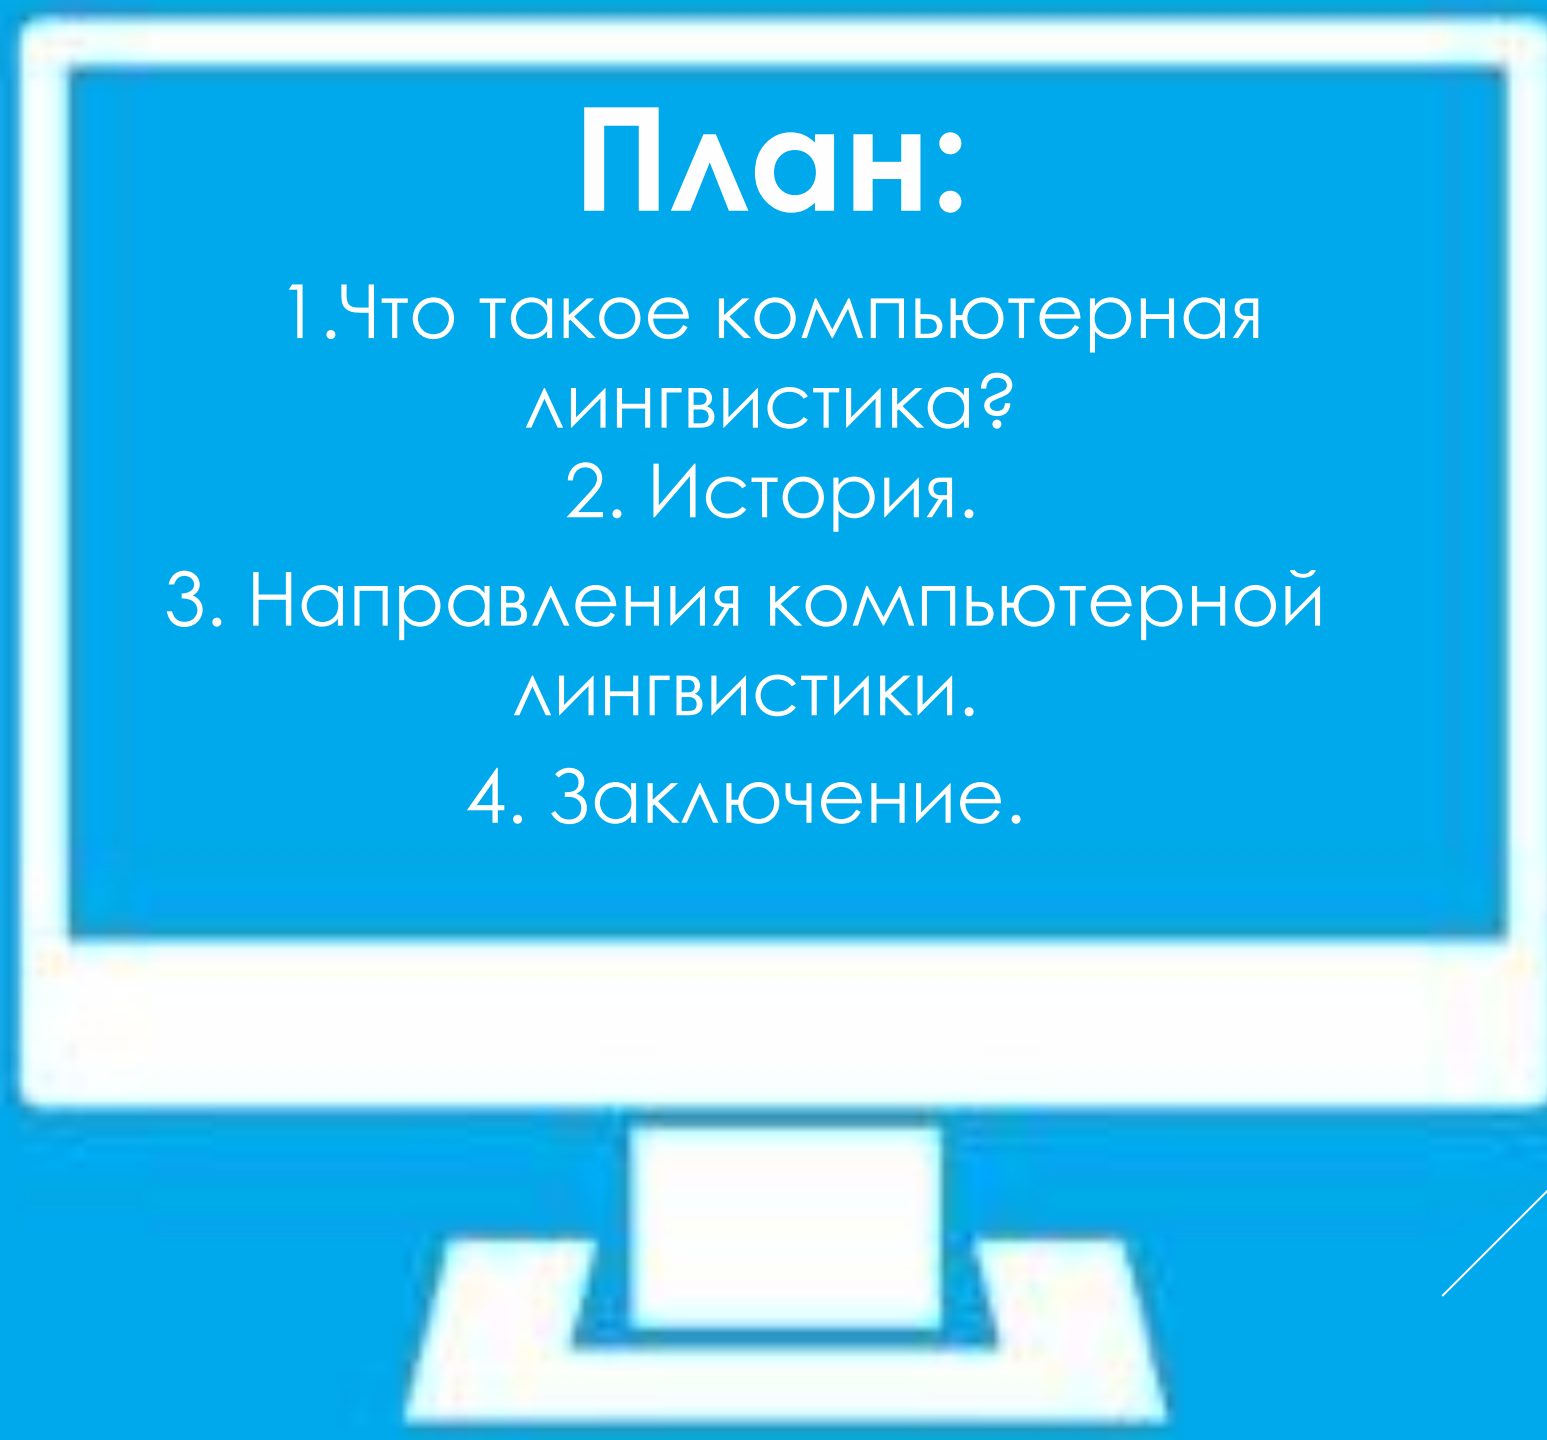 План:
1.Что такое компьютерная
лингвистика?
2. История.
3. Направления компьютерной
лингвистики.
4. Заключение.